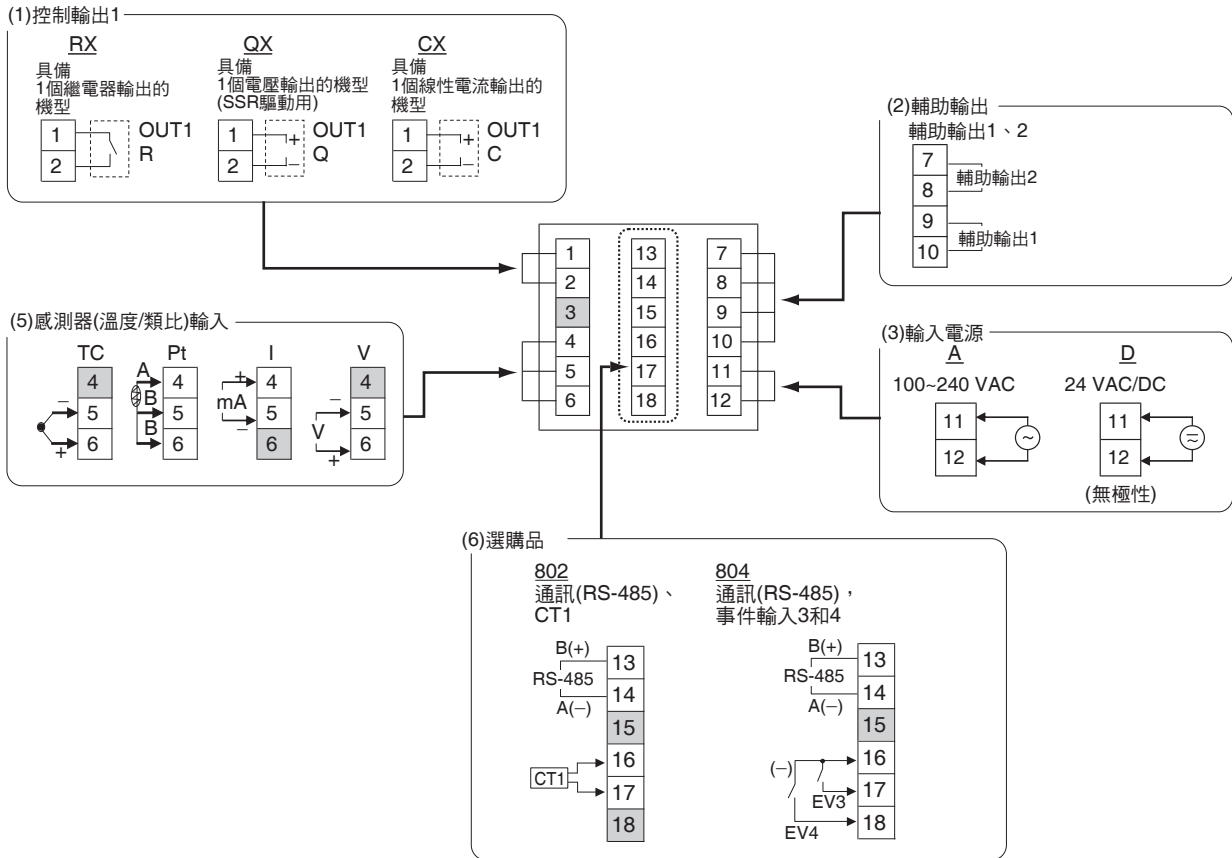 (1)控制輸出1
RX
具備
1個繼電器輸出的
機型
1
2
OUT1
R
QX
具備
1個電壓輸出的機型
(SSR驅動用)
1
2
+
−
OUT1
Q
CX
具備
1個線性電流輸出的
機型
1
2
+
−
OUT1
C
(2)輔助輸出
輔助輸出1、2
7
8
9
10
輔助輸出2
輔助輸出1
1
2
3
4
5
6
13
14
15
16
17
18
7
8
9
10
11
12
(5)感測器(溫度/類比)輸入
TC
4
5
6
−
+
Pt
A
B
B
4
5
6
I
+
mA
−
4
5
6
V
−
V
+
4
5
6
(3)輸入電源
A
100~240 VAC
11
12
D
24 VAC/DC
11
12
(無極性)
(6)選購品
802
通訊(RS-485)、
CT1
B(+)
RS-485
A(−)
CT1
13
14
15
16
17
18
804
通訊(RS-485)，
事件輸入3和4
B(+)
RS-485
A(−)
(−)
EV3
EV4
13
14
15
16
17
18